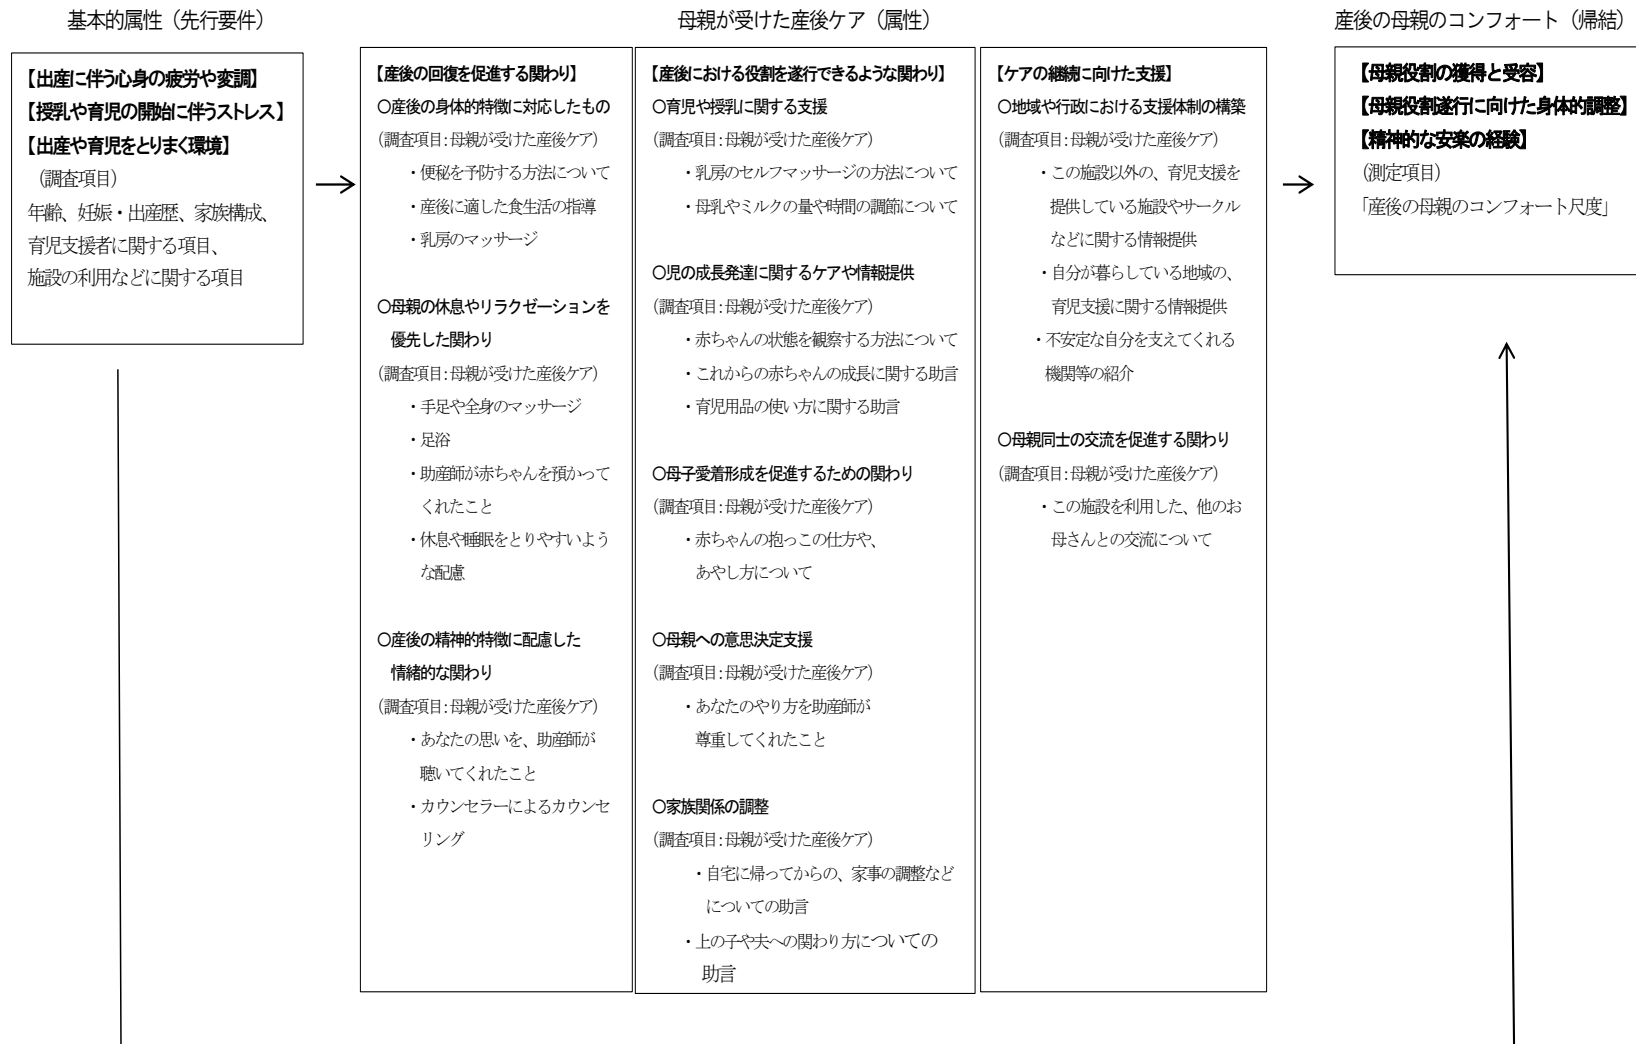 基本的属性（先行要件）
母親が受けた産後ケア（属性）
産後の母親のコンフォート（帰結）
【出産に伴う心身の疲労や変調】
【授乳や育児の開始に伴うストレス】
【出産や育児をとりまく環境】
（調査項目）
年齢、妊娠・出産歴、家族構成、
育児支援者に関する項目、
施設の利用などに関する項目
【産後の回復を促進する関わり】
〇産後の身体的特徴に対応したもの
（調査項目：母親が受けた産後ケア）
・便秘を予防する方法について
・産後に適した食生活の指導
・乳房のマッサージ
〇母親の休息やリラクゼーションを
優先した関わり
（調査項目：母親が受けた産後ケア）
・手足や全身のマッサージ
・足浴
・助産師が赤ちゃんを預かって
くれたこと
・休息や睡眠をとりやすいよう
な配慮
〇産後の精神的特徴に配慮した
情緒的な関わり
（調査項目：母親が受けた産後ケア）
・あなたの思いを、助産師が
聴いてくれたこと
・カウンセラーによるカウンセ
リング
【産後における役割を遂行できるような関わり】
〇育児や授乳に関する支援
（調査項目：母親が受けた産後ケア）
・乳房のセルフマッサージの方法について
・母乳やミルクの量や時間の調節について
〇児の成長発達に関するケアや情報提供
（調査項目：母親が受けた産後ケア）
・赤ちゃんの状態を観察する方法について
・これからの赤ちゃんの成長に関する助言
・育児用品の使い方に関する助言
〇母子愛着形成を促進するための関わり
（調査項目：母親が受けた産後ケア）
・赤ちゃんの抱っこの仕方や、
あやし方について
〇母親への意思決定支援
（調査項目：母親が受けた産後ケア）
・あなたのやり方を助産師が
尊重してくれたこと
〇家族関係の調整
（調査項目：母親が受けた産後ケア）
・自宅に帰ってからの、家事の調整など
についての助言
・上の子や夫への関わり方についての
助言
【ケアの継続に向けた支援】
〇地域や行政における支援体制の構築
（調査項目：母親が受けた産後ケア）
・この施設以外の、育児支援を
提供している施設やサークル
などに関する情報提供
・自分が暮らしている地域の、
育児支援に関する情報提供
・不安定な自分を支えてくれる
機関等の紹介
〇母親同士の交流を促進する関わり
（調査項目：母親が受けた産後ケア）
・この施設を利用した、他のお
母さんとの交流について
【母親役割の獲得と受容】
【母親役割遂行に向けた身体的調整】
【精神的な安楽の経験】
（測定項目）
「産後の母親のコンフォート尺度」